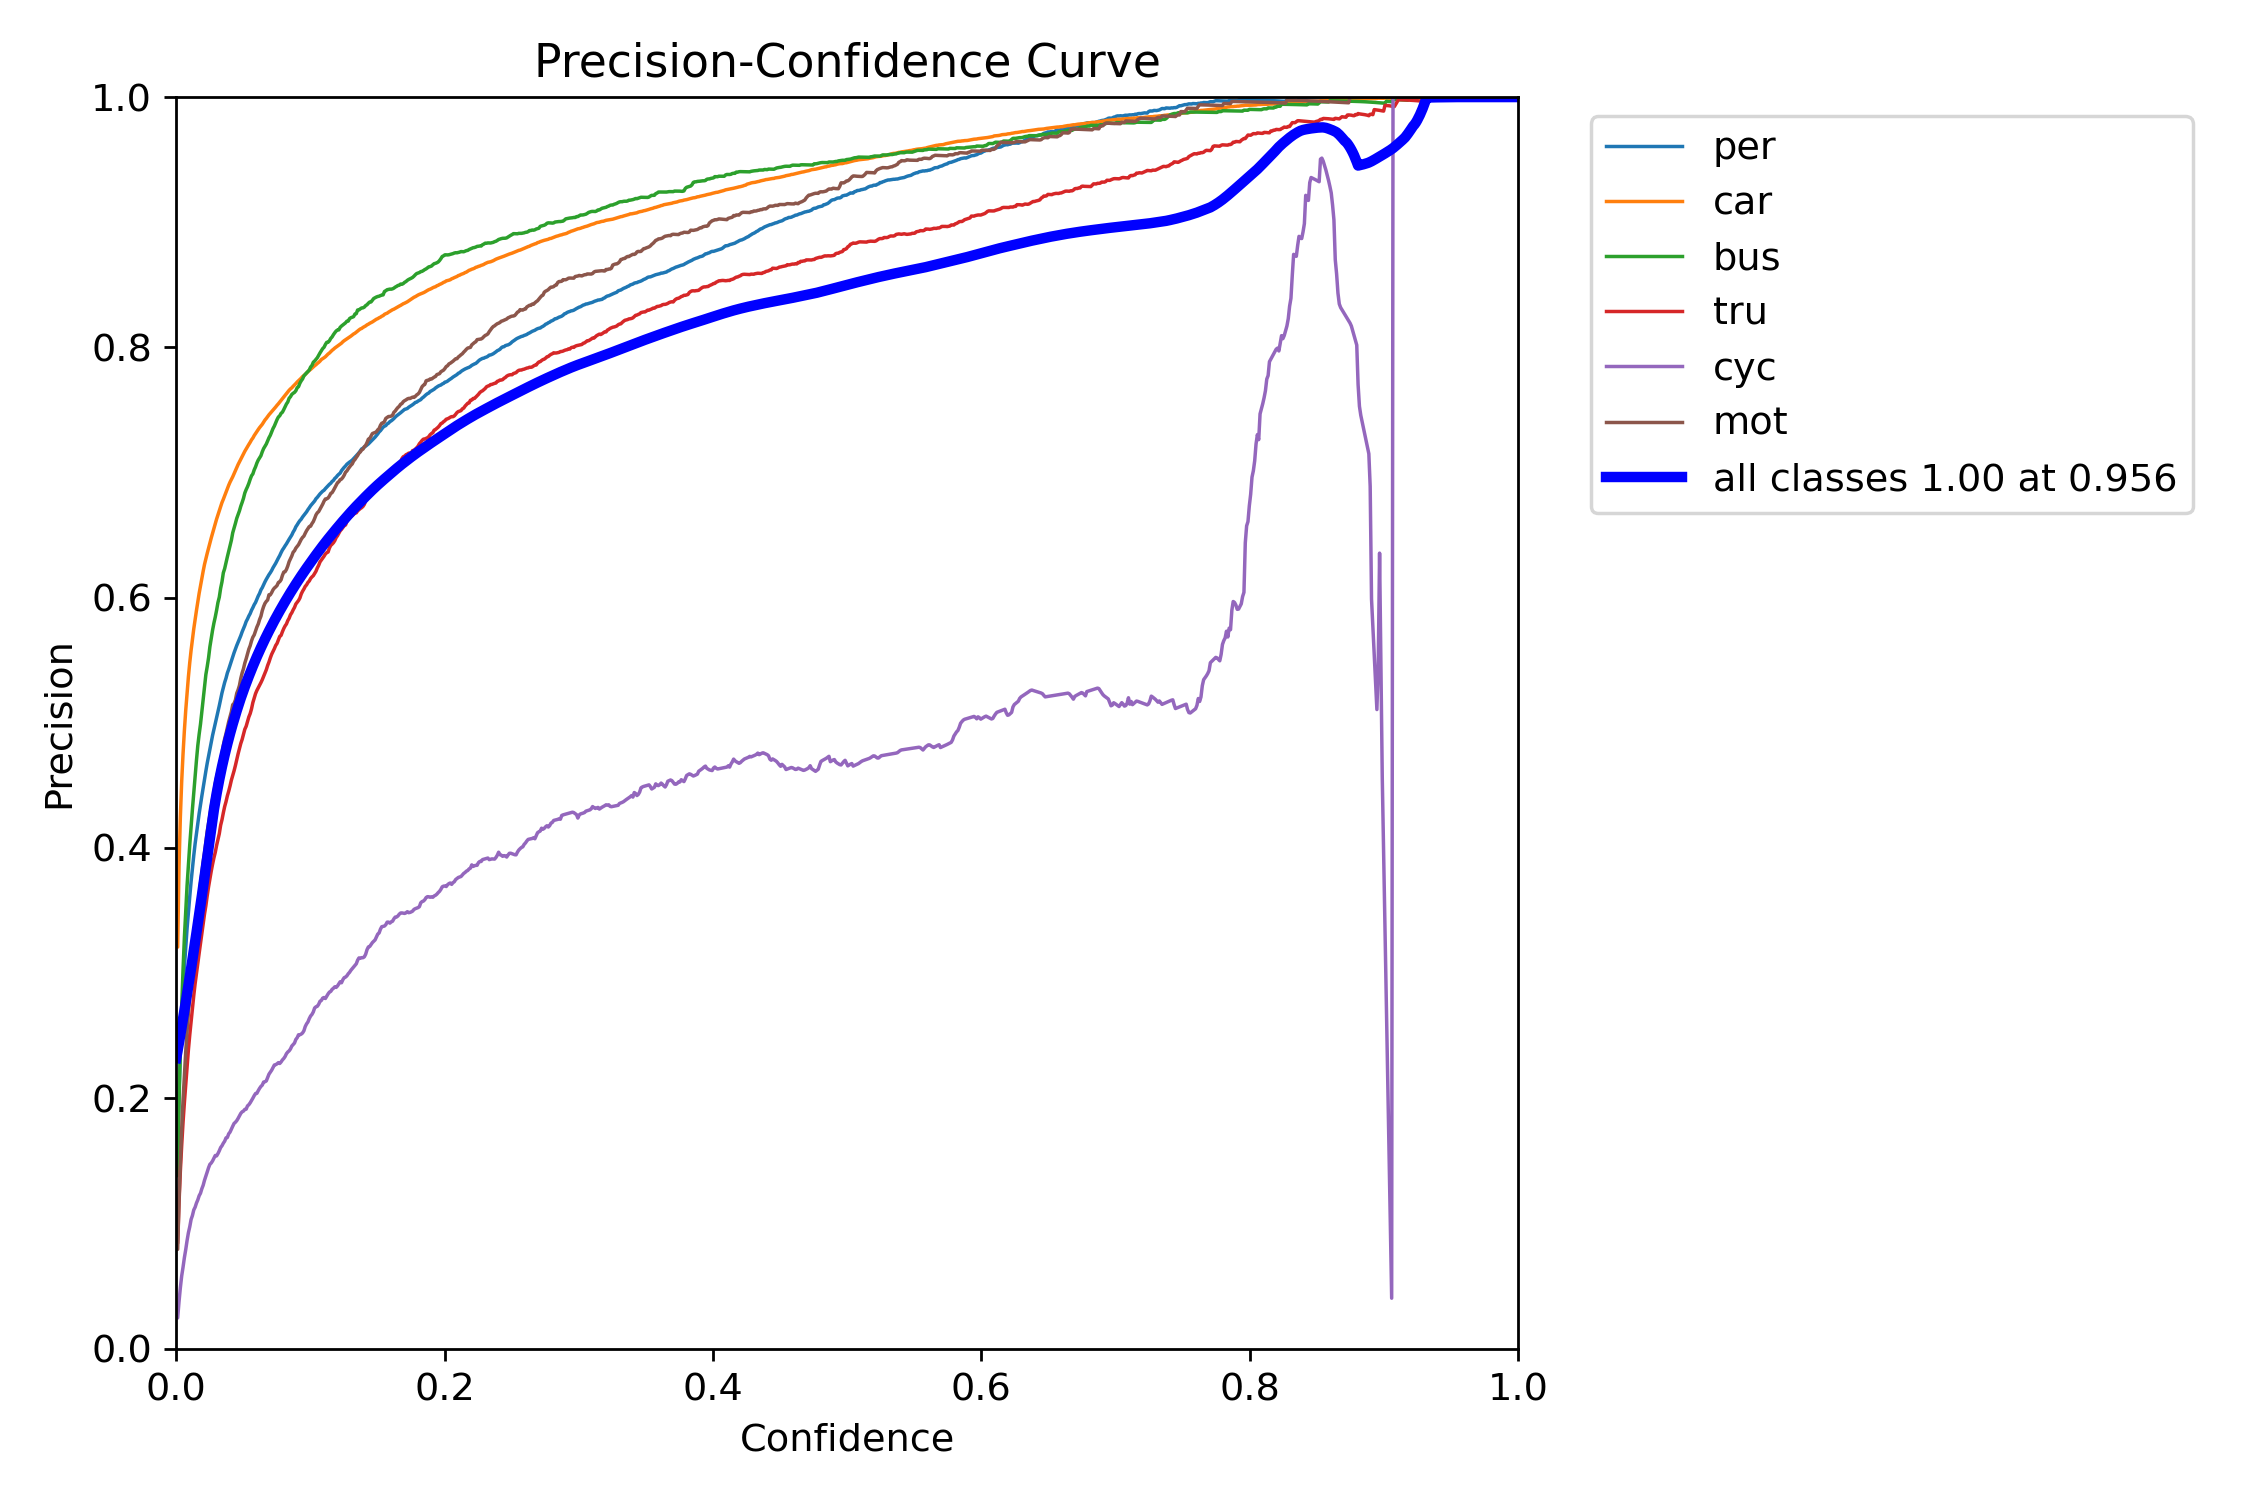 Precision-Confidence Curve
1.0
0.8
0.6
0.4
0.2
0.0
Precision
0.0 0.2 0.4 0.6 0.8 1.0
Confidence
per
car
bus
tru
cyc
mot
all classes 1.00 at 0.956